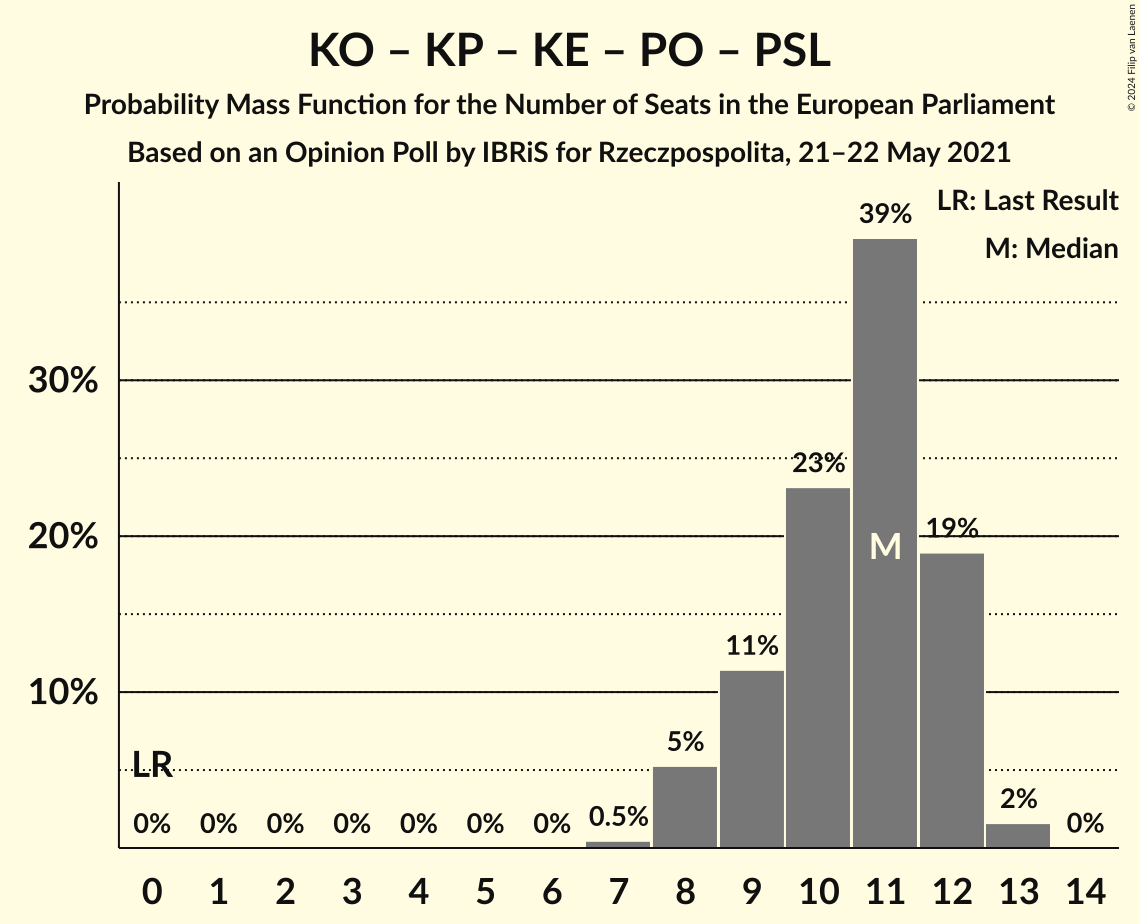 KO – KP – KE – PO – PSL
Probability Mass Function for the Number of Seats in the European Parliament
Based on an Opinion Poll by IBRiS for Rzeczpospolita, 21–22 May 2021
© 2024 Filip van Laenen
LR: Last Result
M: Median
39%
30%
23%
20%
19%
M
11%
10%
5%
LR
2%
0% 0% 0% 0% 0% 0% 0% 0.5% 0%
0 1 2 3 4 5 6 7 8 9 10 11 12 13 14